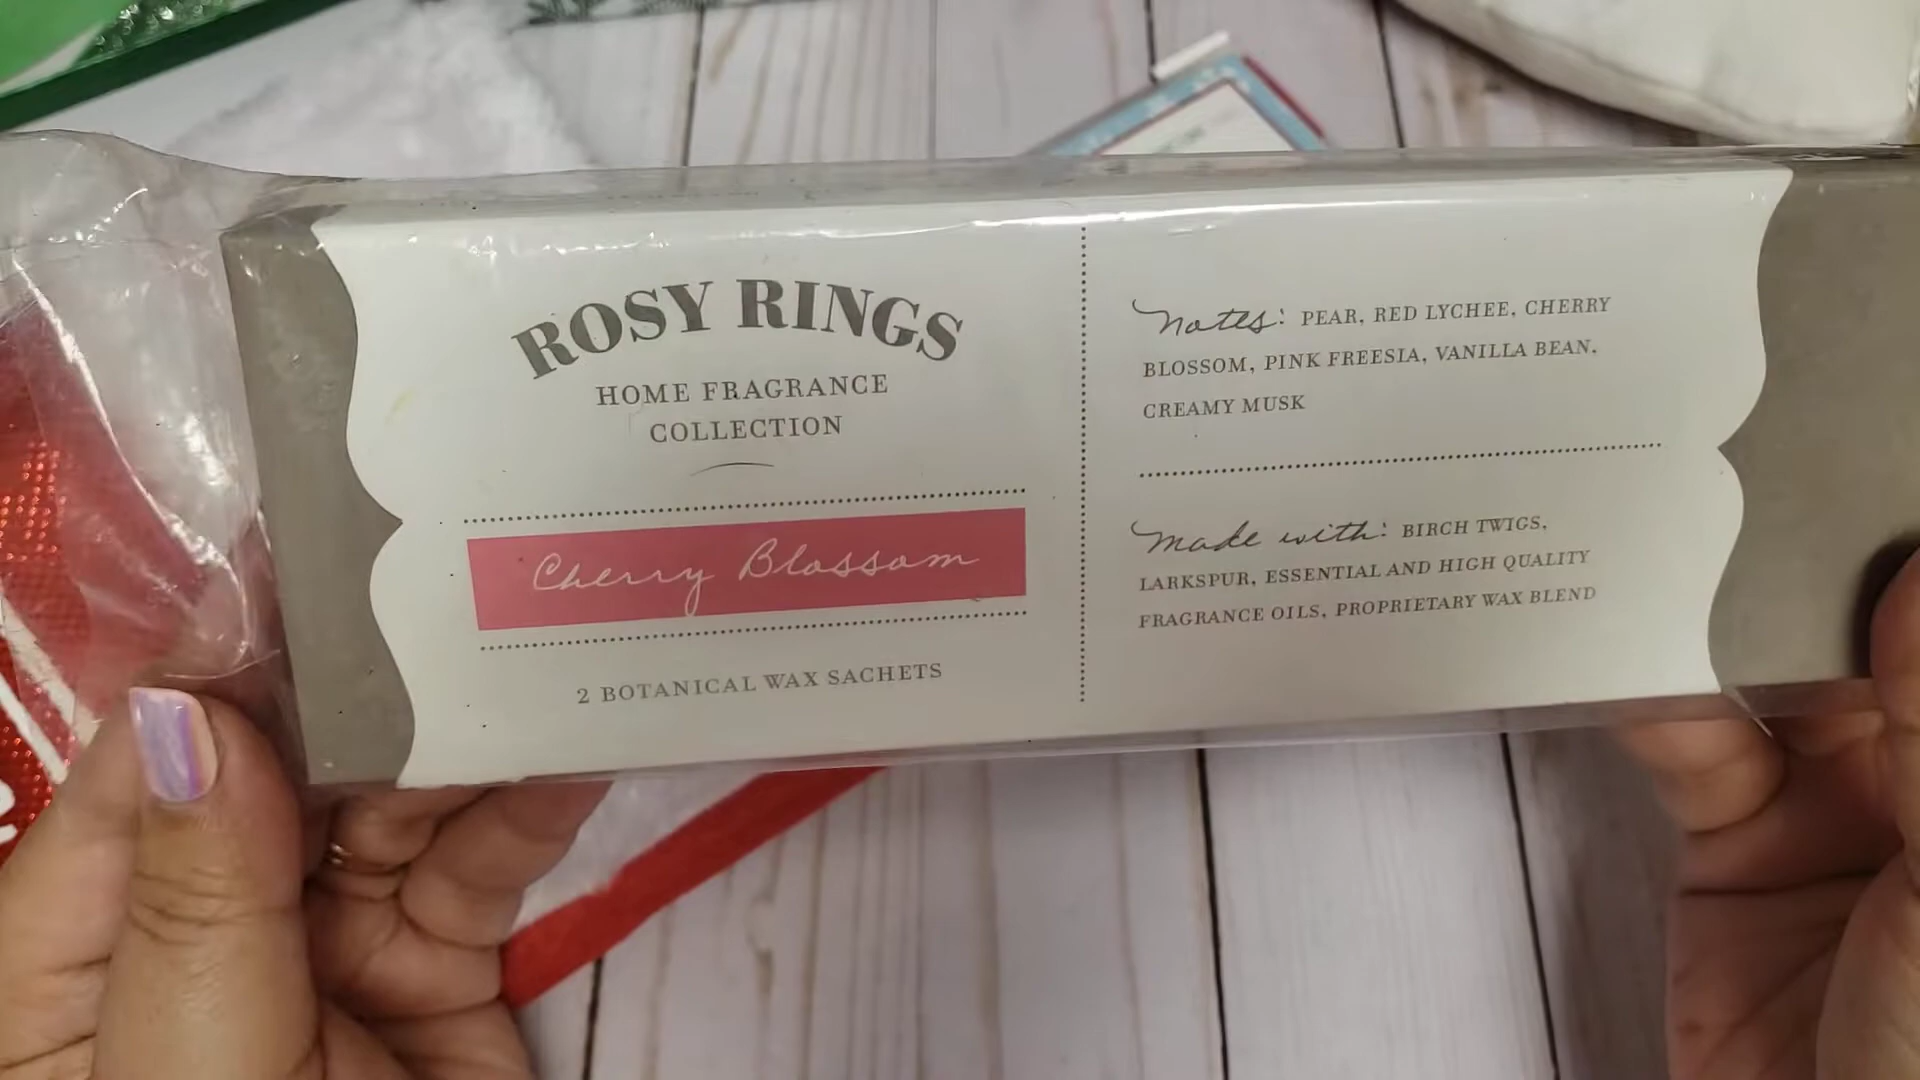 ROSY RINGS
HOME FRAGRANCE
COLLECTION
Cherry Blossom
2 BOTANICAL WAX SACHETS
Notes: PEAR, RED LYCHEE, CHERRY
BLOSSOM, PINK FREESIA, VANILLA BEAN,
CREAMY MUSK
Made with: BIRCH TWIGS,
LARKSPUR, ESSENTIAL AND HIGH QUALITY
FRAGRANCE OILS, PROPRIETARY WAX BLEND